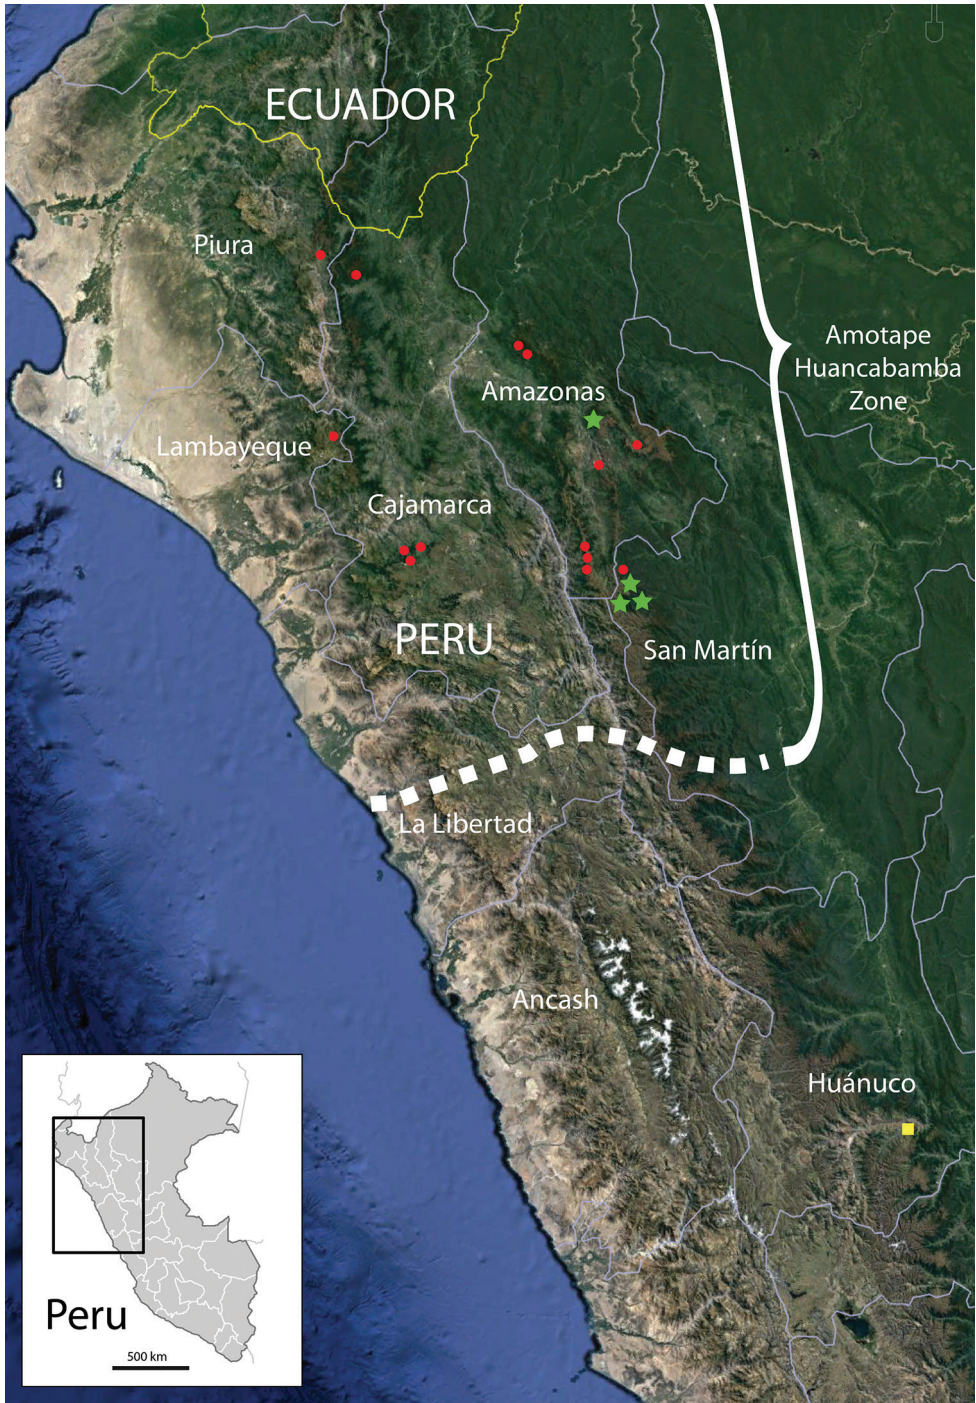 ECUADOR
Piura
Amotape
Huancabamba
Zone
Amazonas
Lambayeque
Cajamarca
PERU
San Martín
La Libertad
Ancash
Huánuco
Peru
500 km